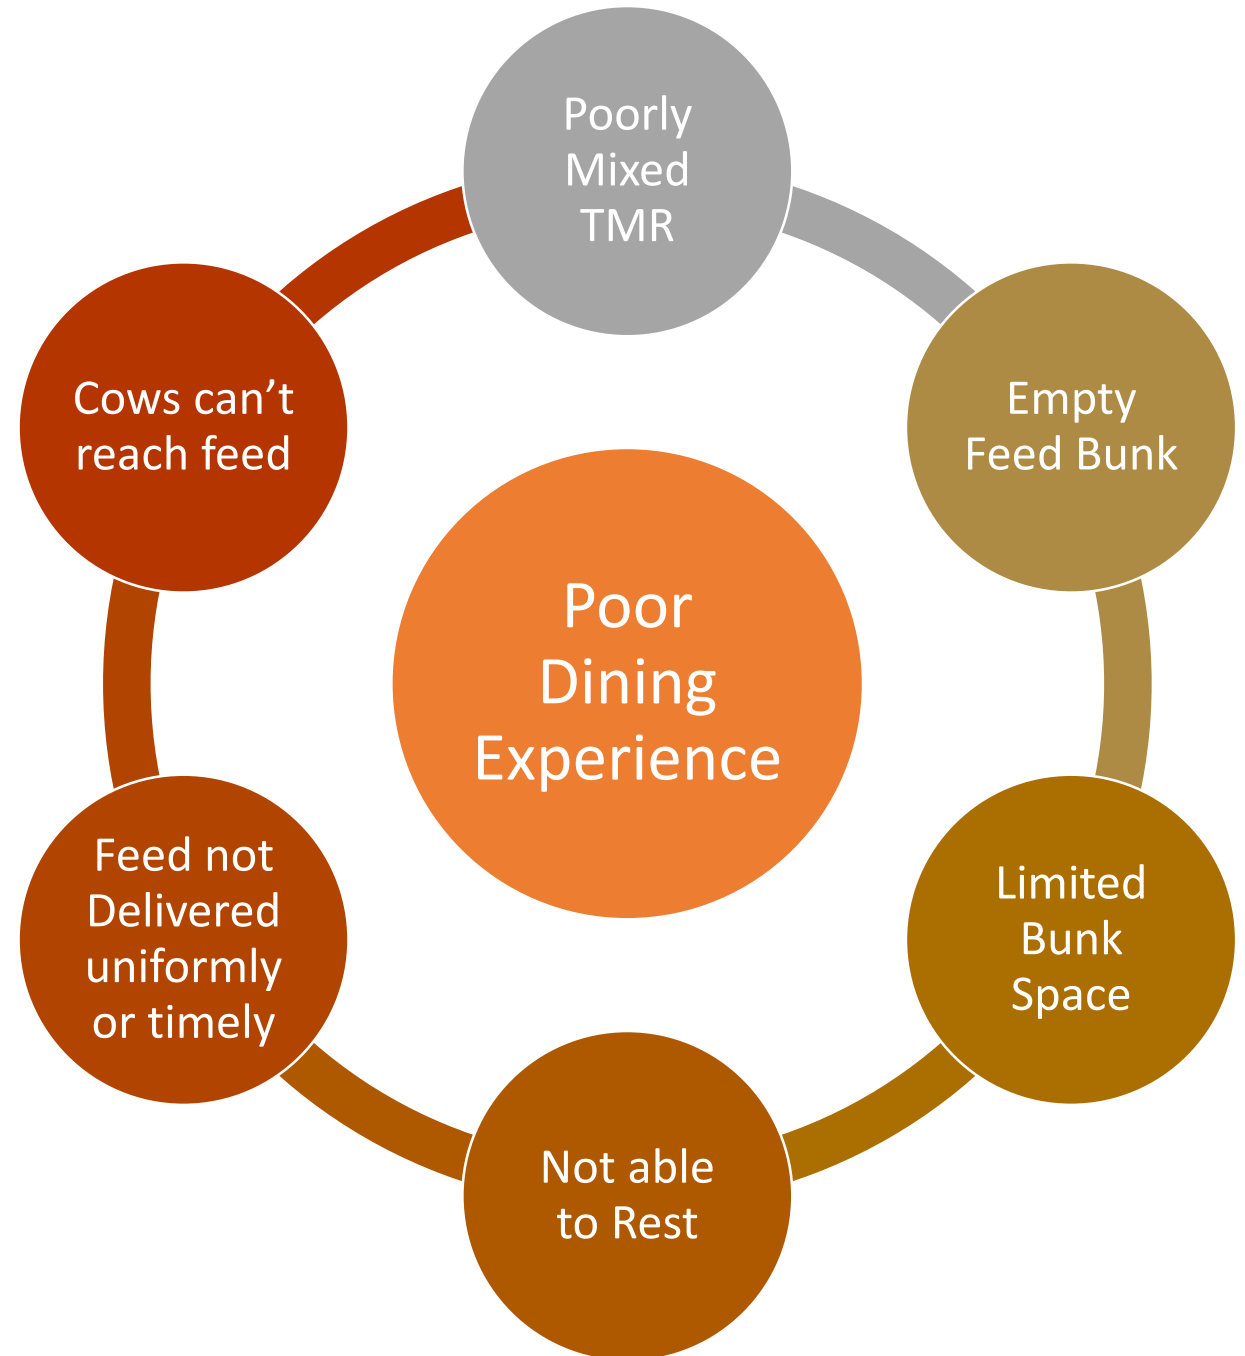 Poorly
Mixed
TMR
Empty
Feed Bunk
Limited
Bunk
Space
Not able
to Rest
Feed not
Delivered
uniformly
or timely
Cows can’t
reach feed
Poor
Dining
Experience